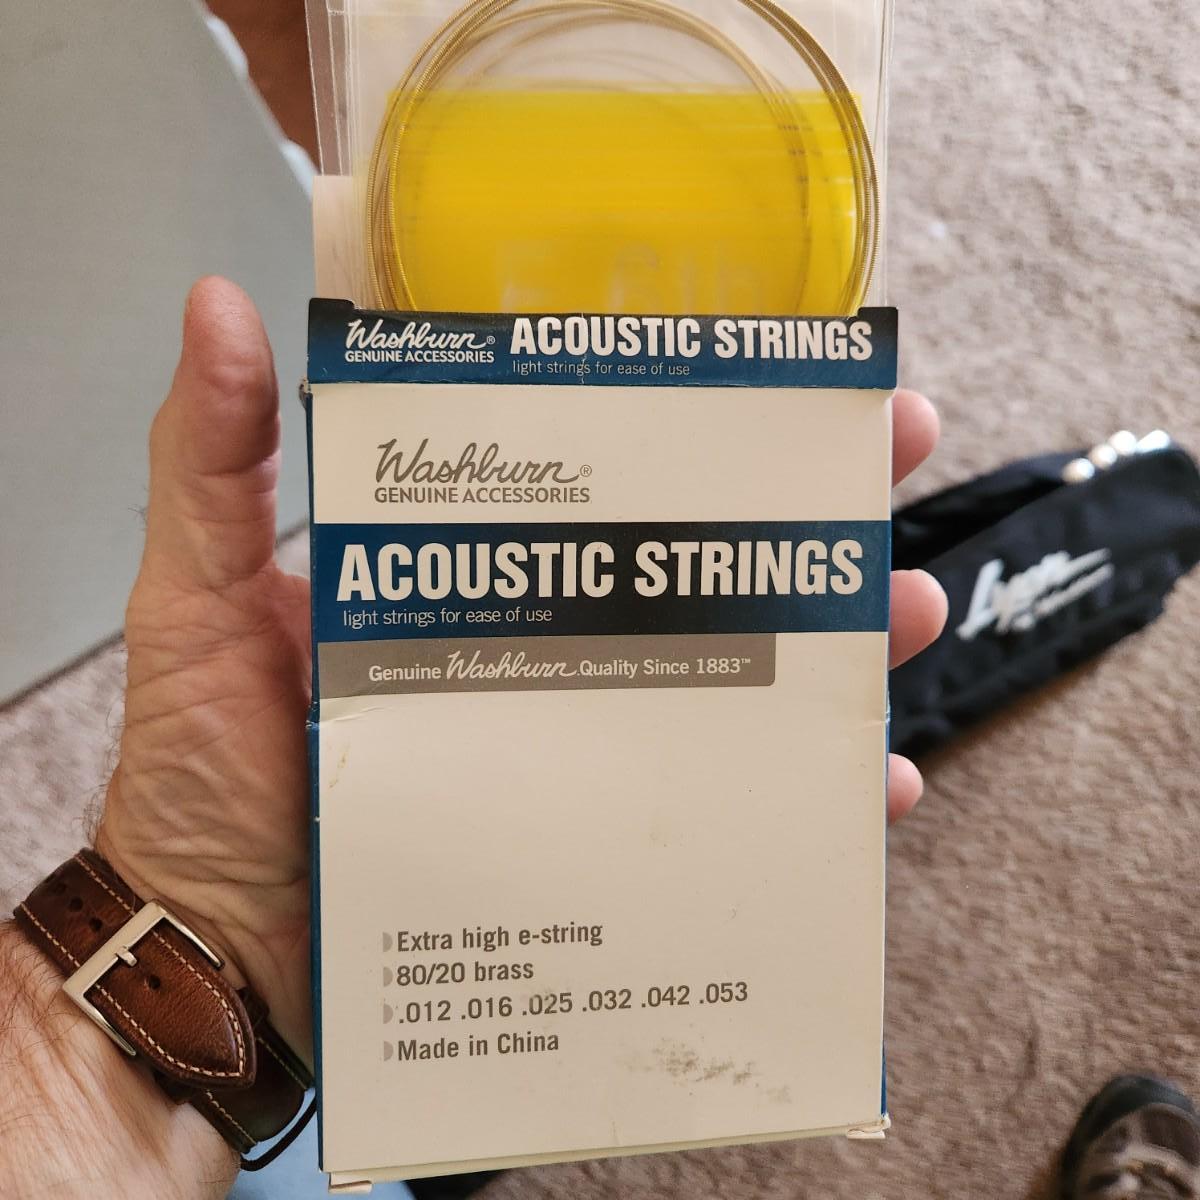 E 6th
Washburn®
GENUINE ACCESSORIES
ACOUSTIC STRINGS
light strings for ease of use
Washburn®
GENUINE ACCESSORIES
ACOUSTIC STRINGS
light strings for ease of use
Genuine Washburn Quality Since 1883™
Extra high e-string
80/20 brass
.012 .016 .025 .032 .042 .053
Made in China
Lyon